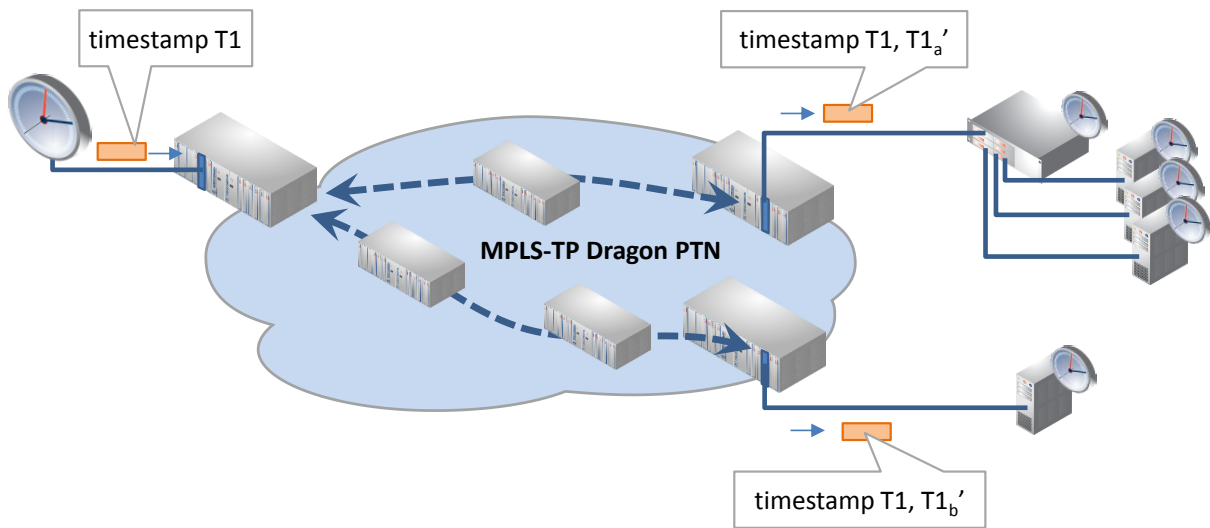 timestamp T1
timestamp T1, T1ₐ’
MPLS-TP Dragon PTN
timestamp T1, T1b’